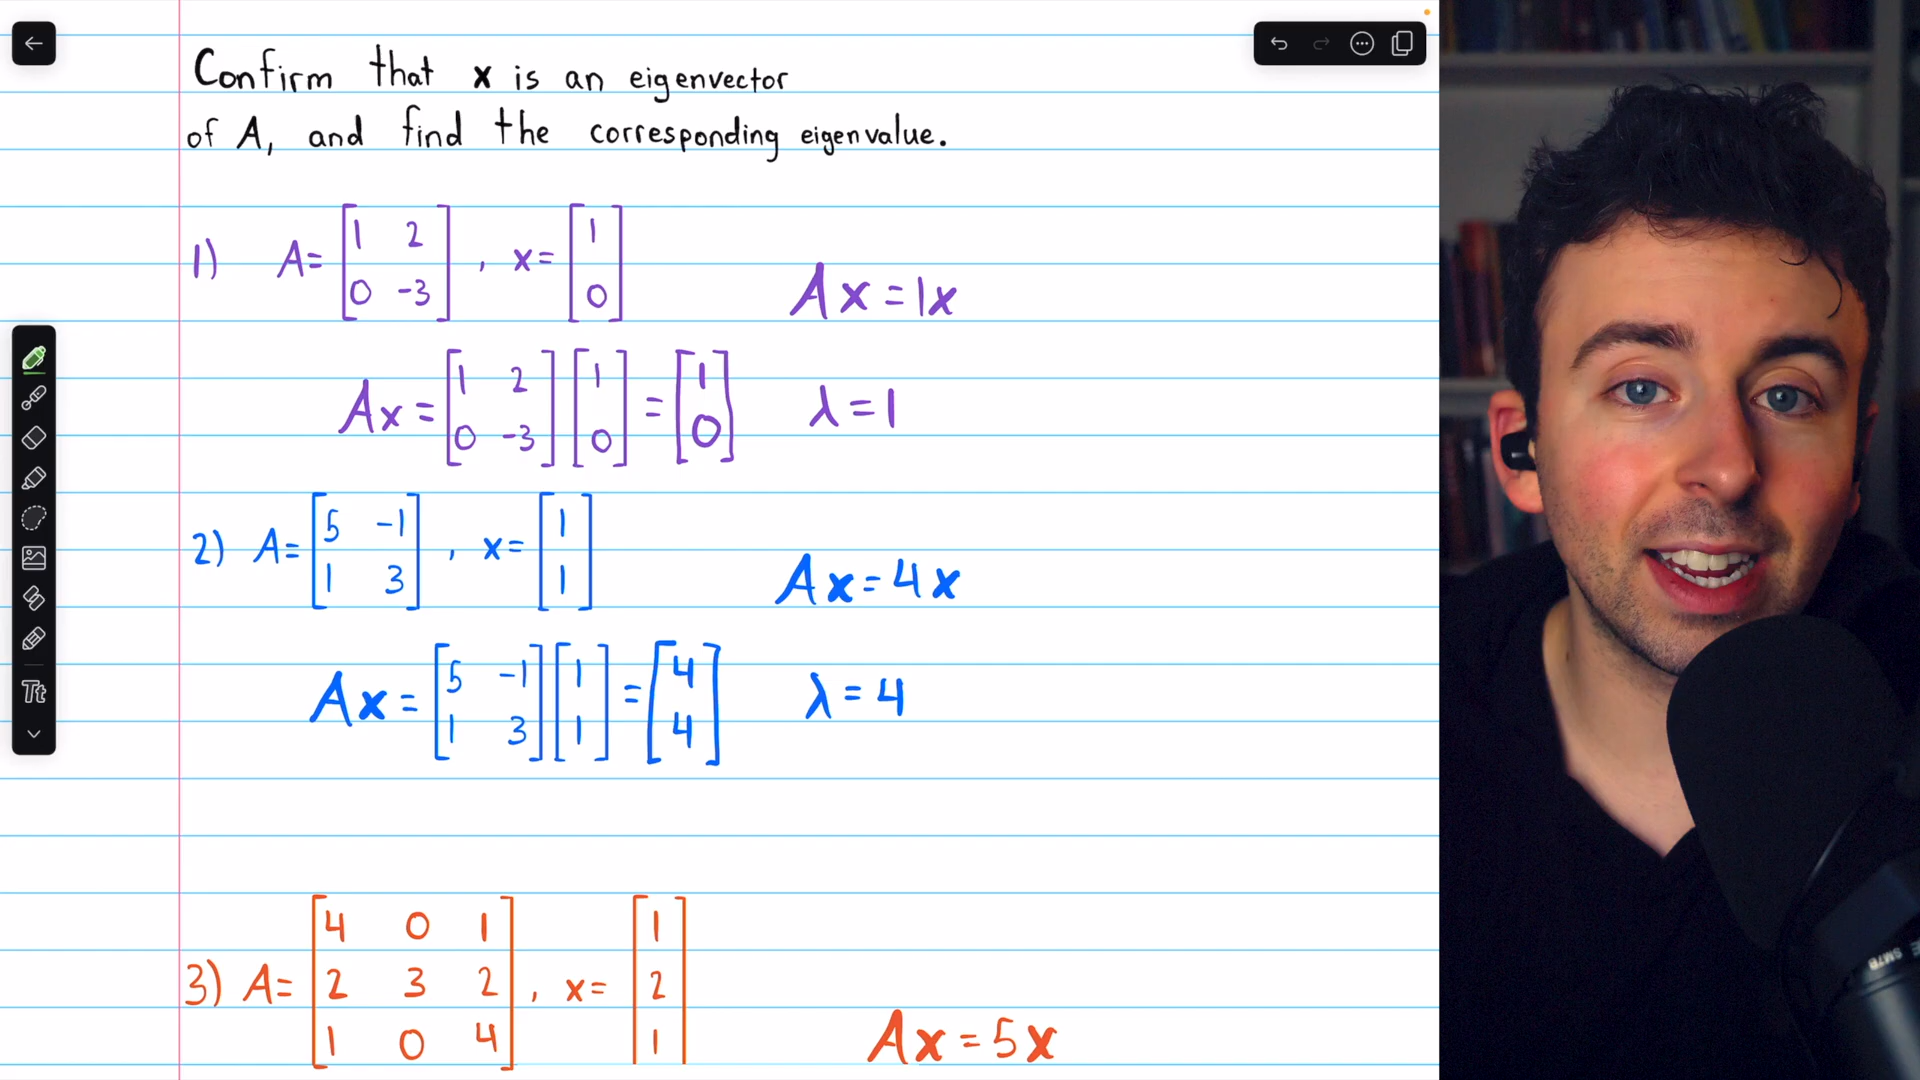 Confirm that x is an eigenvector
of A, and find the corresponding eigenvalue.
1) A= [1 2
0 -3] , x= [1
0]
Ax=1x
Ax= [1 2
0 -3] [1
0] = [1
0]
λ=1
2) A= [5 -1
1 3] , x= [1
1]
Ax=4x
Ax= [5 -1
1 3] [1
1] = [4
4]
λ=4
3) A= [4 0 1
2 3 2
1 0 4] , x= [1
2
1]
Ax=5x
Tt
SM7B